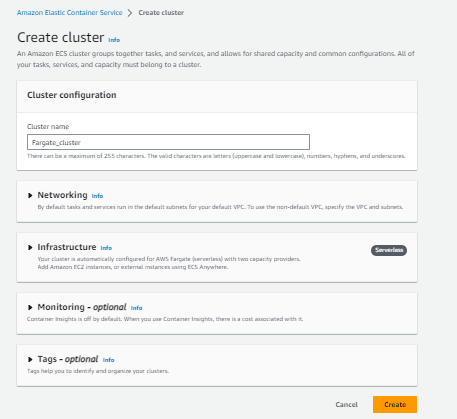 Amazon Elastic Container Service > Create cluster
Create cluster Info
An Amazon ECS cluster groups together tasks, and services, and allows for shared capacity and common configurations. All of
your tasks, services, and capacity must belong to a cluster.
Cluster configuration
Cluster name
Fargate_cluster
There can be a maximum of 255 characters. The valid characters are letters (uppercase and lowercase), numbers, hyphens, and underscores.
Networking Info
By default tasks and services run in the default subnets for your default VPC. To use the non-default VPC, specify the VPC and subnets.
Infrastructure Info
Serverless
Your cluster is automatically configured for AWS Fargate (serverless) with two capacity providers.
Add Amazon EC2 instances, or external instances using ECS Anywhere.
Monitoring - optional Info
Container Insights is off by default. When you use Container Insights, there is a cost associated with it.
Tags - optional Info
Tags help you to identify and organize your clusters.
Cancel Create